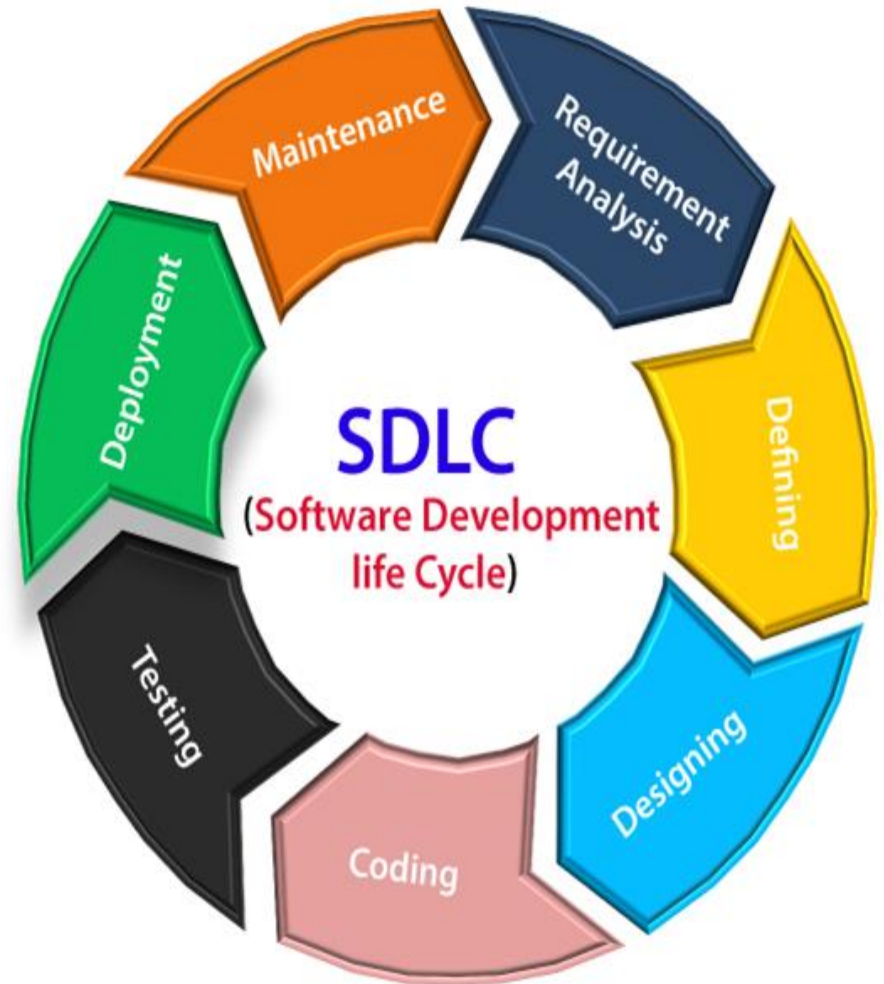 SDLC
(Software Development
life Cycle)
Requirement
Analysis
Defining
Designing
Coding
Testing
Deployment
Maintenance